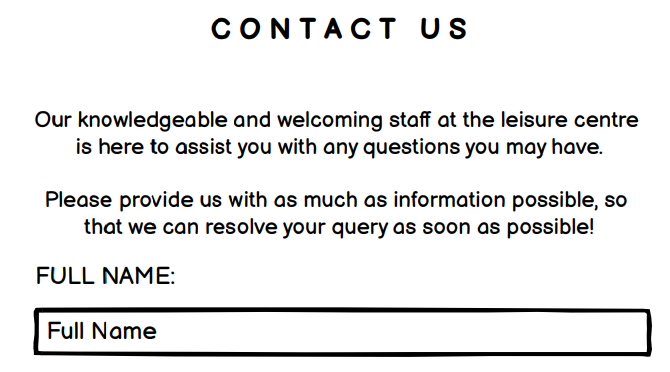 CONTACT US
Our knowledgeable and welcoming staff at the leisure centre
is here to assist you with any questions you may have.
Please provide us with as much as information possible, so
that we can resolve your query as soon as possible!
FULL NAME:
Full Name